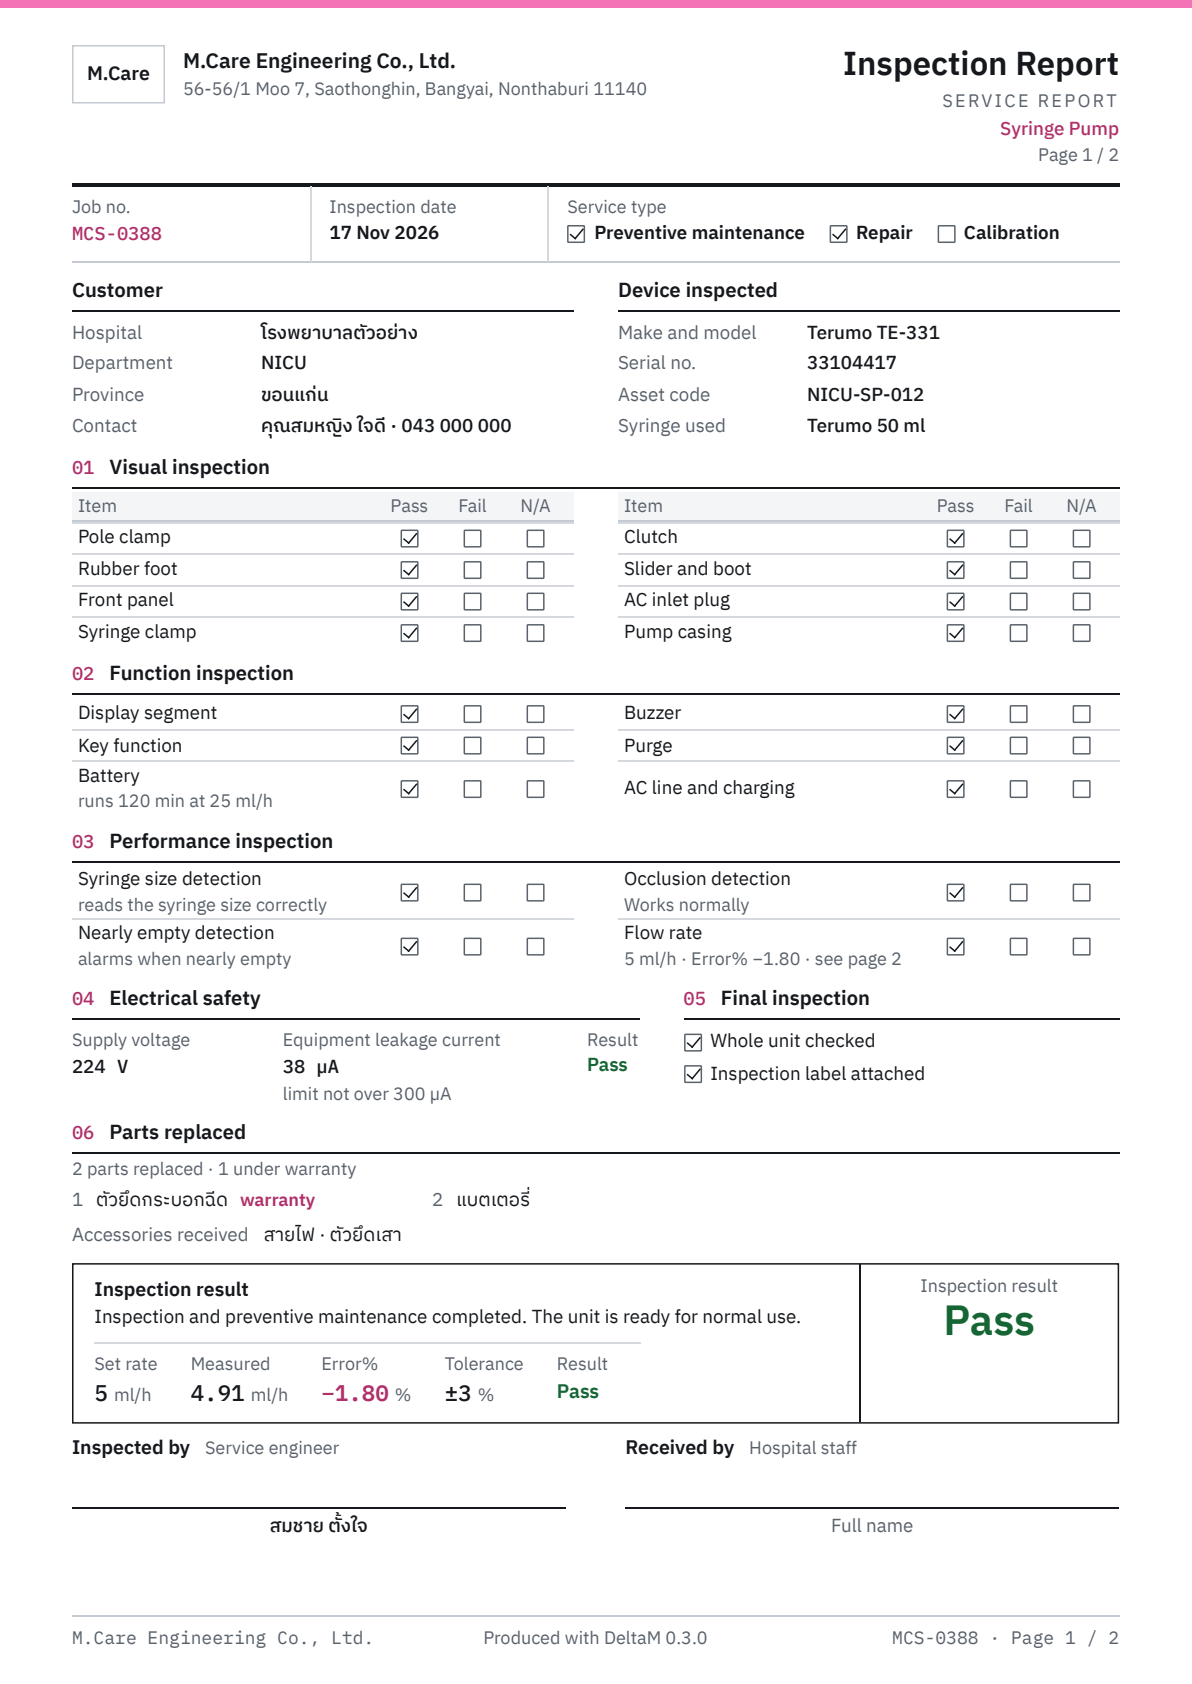 M.Care
M.Care Engineering Co., Ltd.
56-56/1 Moo 7, Saothonghin, Bangyai, Nonthaburi 11140
Inspection Report
SERVICE REPORT
Syringe Pump
Page 1 / 2
Job no.
MCS-0388
Inspection date
17 Nov 2026
Service type
☑ Preventive maintenance ☑ Repair ☐ Calibration
Customer
Hospital โรงพยาบาลตัวอย่าง
Department NICU
Province ขอนแก่น
Contact คุณสมหญิง ใจดี · 043 000 000
Device inspected
Make and model Terumo TE-331
Serial no. 33104417
Asset code NICU-SP-012
Syringe used Terumo 50 ml
01 Visual inspection
Item Pass Fail N/A
Pole clamp ☑ ☐ ☐
Rubber foot ☑ ☐ ☐
Front panel ☑ ☐ ☐
Syringe clamp ☑ ☐ ☐
Item Pass Fail N/A
Clutch ☑ ☐ ☐
Slider and boot ☑ ☐ ☐
AC inlet plug ☑ ☐ ☐
Pump casing ☑ ☐ ☐
02 Function inspection
Display segment ☑ ☐ ☐
Key function ☑ ☐ ☐
Battery ☑ ☐ ☐
runs 120 min at 25 ml/h
Buzzer ☑ ☐ ☐
Purge ☑ ☐ ☐
AC line and charging ☑ ☐ ☐
03 Performance inspection
Syringe size detection ☑ ☐ ☐
reads the syringe size correctly
Nearly empty detection ☑ ☐ ☐
alarms when nearly empty
Occlusion detection ☑ ☐ ☐
Works normally
Flow rate ☑ ☐ ☐
5 ml/h · Error% −1.80 · see page 2
04 Electrical safety
Supply voltage
224 V
Equipment leakage current
38 µA
limit not over 300 µA
Result
Pass
05 Final inspection
☑ Whole unit checked
☑ Inspection label attached
06 Parts replaced
2 parts replaced · 1 under warranty
1 ตัวยึดกระบอกฉีด warranty 2 แบตเตอรี่
Accessories received สายไฟ · ตัวยึดเสา
Inspection result
Inspection and preventive maintenance completed. The unit is ready for normal use.
Set rate Measured Error% Tolerance Result
5 ml/h 4.91 ml/h −1.80 % ±3 % Pass
Inspection result
Pass
Inspected by Service engineer
สมชาย ตั้งใจ
Received by Hospital staff
Full name
M.Care Engineering Co., Ltd. Produced with DeltaM 0.3.0 MCS-0388 · Page 1 / 2